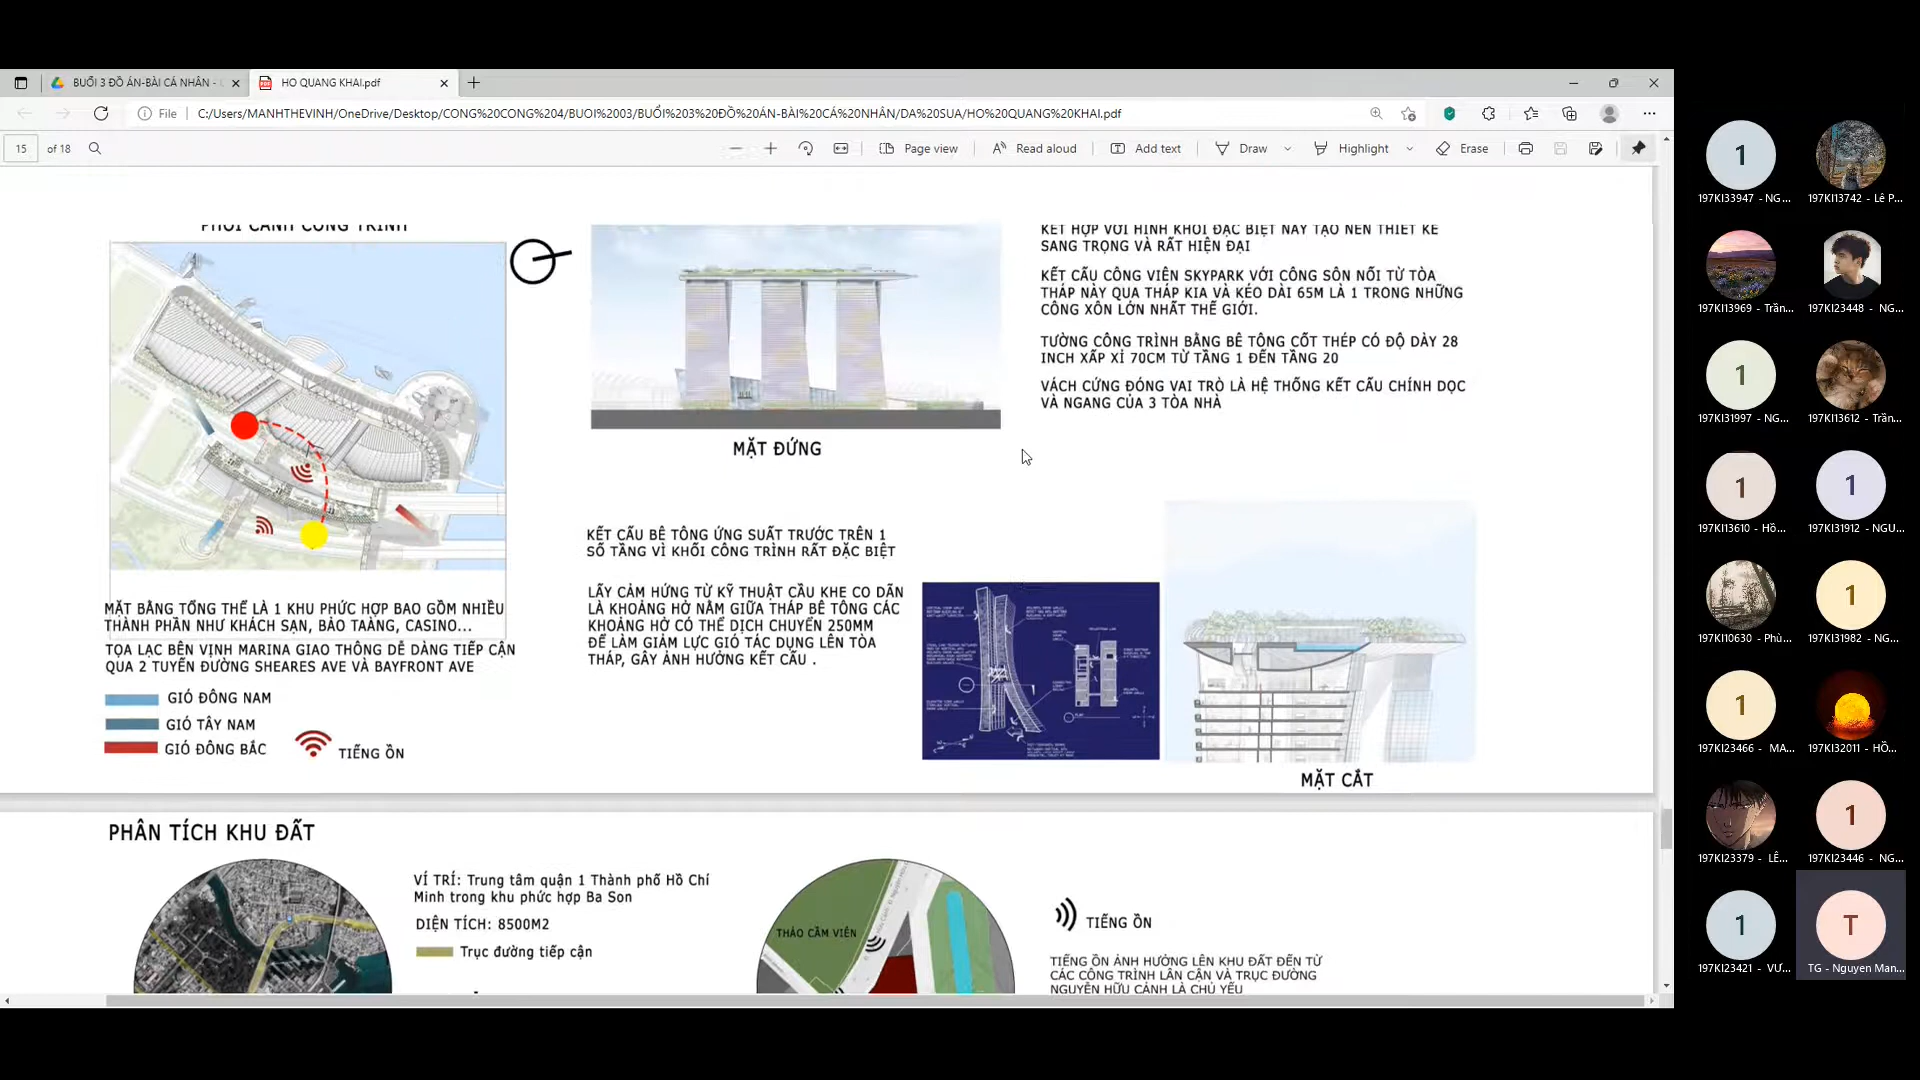 BUỔI 3 ĐỒ ÁN-BÀI CÁ NHÂN -
HO QUANG KHAI.pdf
File
C:/Users/MANHTHEVINH/OneDrive/Desktop/CONG%20CONG%204/BUOI%2003/BUỔI%203%20ĐỒ%20ÁN-BÀI%20CÁ%20NHÂN/DA%20SUA/HO%20QUANG%20KHAI.pdf
15 of 18
Page view
Read aloud
Add text
Draw
Highlight
Erase
PHỐI CẢNH CÔNG TRÌNH
MẶT BẰNG TỔNG THỂ LÀ 1 KHU PHỨC HỢP BAO GỒM NHIỀU
THÀNH PHẦN NHƯ KHÁCH SẠN, BẢO TAÀNG, CASINO...
TỌA LẠC BÊN VỊNH MARINA GIAO THÔNG DỄ DÀNG TIẾP CẬN
QUA 2 TUYẾN ĐƯỜNG SHEARES AVE VÀ BAYFRONT AVE
GIÓ ĐÔNG NAM
GIÓ TÂY NAM
GIÓ ĐÔNG BẮC
TIẾNG ỒN
MẶT ĐỨNG
KẾT CẤU BÊ TÔNG ỨNG SUẤT TRƯỚC TRÊN 1
SỐ TẦNG VÌ KHỐI CÔNG TRÌNH RẤT ĐẶC BIỆT
LẤY CẢM HỨNG TỪ KỸ THUẬT CẦU KHE CO DÃN
LÀ KHOẢNG HỞ NẰM GIỮA THÁP BÊ TÔNG CÁC
KHOẢNG HỞ CÓ THỂ DỊCH CHUYỂN 250MM
ĐỂ LÀM GIẢM LỰC GIÓ TÁC DỤNG LÊN TÒA
THÁP, GÂY ẢNH HƯỞNG KẾT CẤU .
KẾT HỢP VỚI HÌNH KHỐI ĐẶC BIỆT NÀY TẠO NÊN THIẾT KẾ
SANG TRỌNG VÀ RẤT HIỆN ĐẠI
KẾT CẤU CÔNG VIÊN SKYPARK VỚI CÔNG SÔN NỐI TỪ TÒA
THÁP NÀY QUA THÁP KIA VÀ KÉO DÀI 65M LÀ 1 TRONG NHỮNG
CÔNG XÔN LỚN NHẤT THẾ GIỚI.
TƯỜNG CÔNG TRÌNH BẰNG BÊ TÔNG CỐT THÉP CÓ ĐỘ DÀY 28
INCH XẤP XỈ 70CM TỪ TẦNG 1 ĐẾN TẦNG 20
VÁCH CỨNG ĐÓNG VAI TRÒ LÀ HỆ THỐNG KẾT CẤU CHÍNH DỌC
VÀ NGANG CỦA 3 TÒA NHÀ
MẶT CẮT
PHÂN TÍCH KHU ĐẤT
VÍ TRÍ: Trung tâm quận 1 Thành phố Hồ Chí
Minh trong khu phức hợp Ba Son
DIỆN TÍCH: 8500M2
Trục đường tiếp cận
THẢO CẦM VIÊN
TIẾNG ỒN
TIẾNG ỒN ẢNH HƯỞNG LÊN KHU ĐẤT ĐẾN TỪ
CÁC CÔNG TRÌNH LÂN CẬN VÀ TRỤC ĐƯỜNG
NGUYỄN HỮU CẢNH LÀ CHỦ YẾU
1
197KI33947 - NG...
197KI13742 - Lê P...
197KI13969 - Trần...
197KI23448 - NG...
1
197KI31997 - NG...
197KI13612 - Trần...
1
197KI13610 - Hồ...
1
197KI31912 - NGU...
197KI10630 - Phù...
1
197KI31982 - NG...
1
197KI23466 - MA...
197KI32011 - HỒ...
197KI23379 - LÊ...
1
197KI23446 - NG...
1
197KI23421 - VƯ...
T
TG - Nguyen Man...